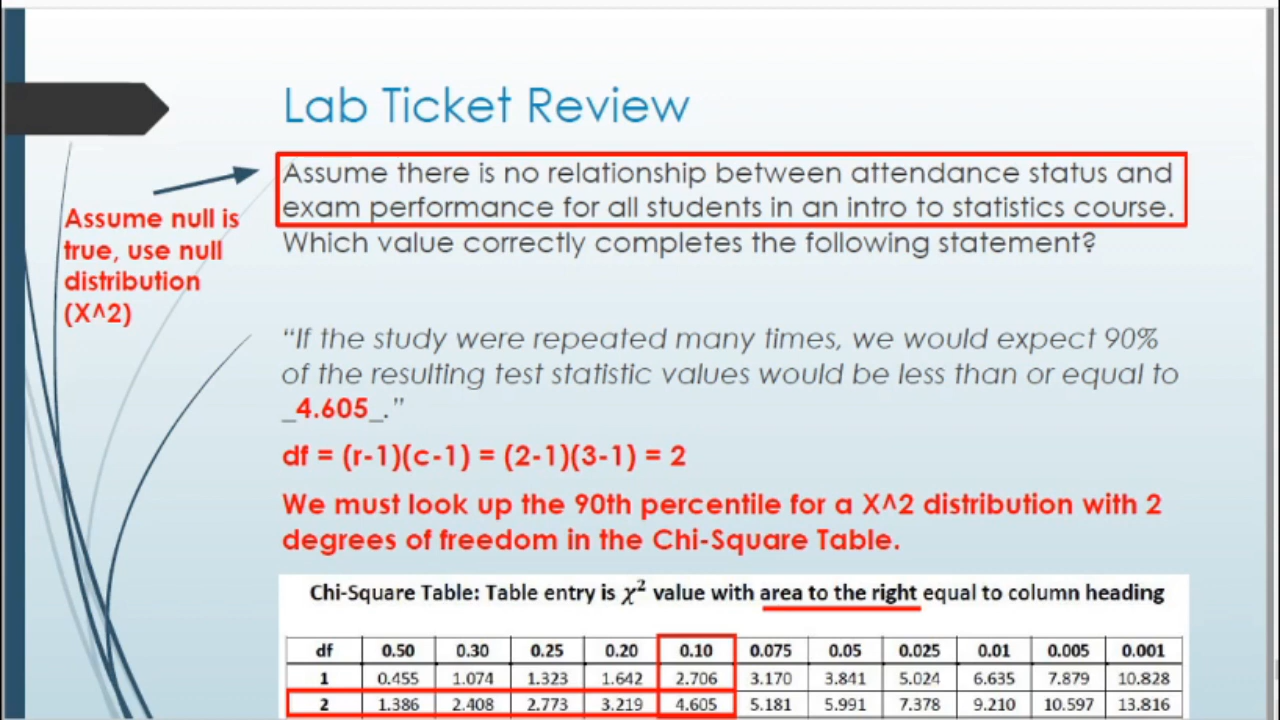 Lab Ticket Review
Assume there is no relationship between attendance status and
exam performance for all students in an intro to statistics course.
Which value correctly completes the following statement?
Assume null is
true, use null
distribution
(X^2)
“If the study were repeated many times, we would expect 90%
of the resulting test statistic values would be less than or equal to
_4.605_.”
df = (r-1)(c-1) = (2-1)(3-1) = 2
We must look up the 90th percentile for a X^2 distribution with 2
degrees of freedom in the Chi-Square Table.
Chi-Square Table: Table entry is χ² value with area to the right equal to column heading
df 0.50 0.30 0.25 0.20 0.10 0.075 0.05 0.025 0.01 0.005 0.001
1 0.455 1.074 1.323 1.642 2.706 3.170 3.841 5.024 6.635 7.879 10.828
2 1.386 2.408 2.773 3.219 4.605 5.181 5.991 7.378 9.210 10.597 13.816